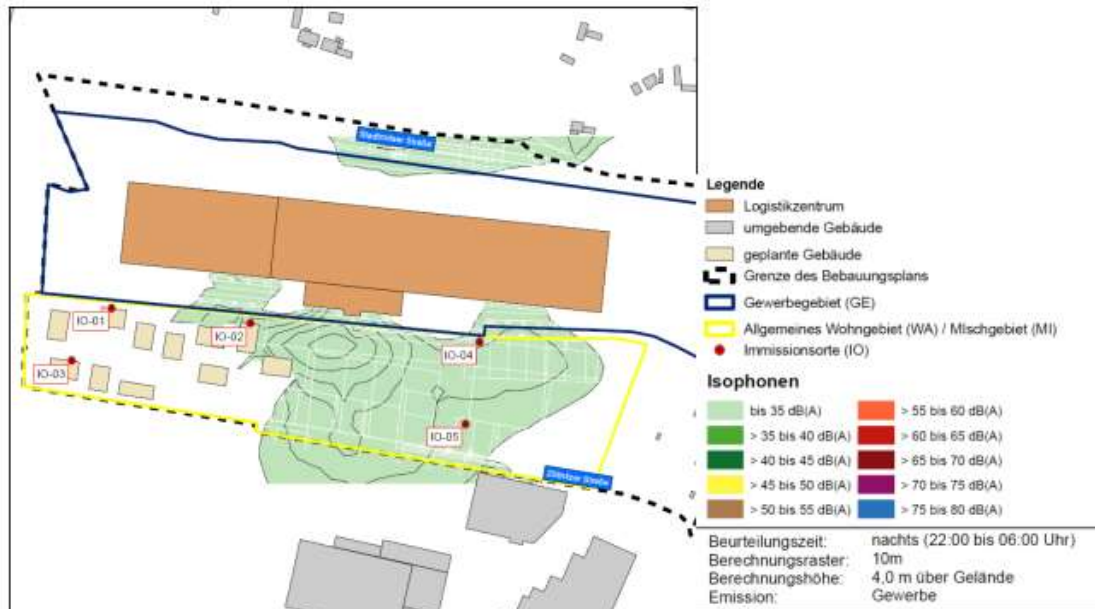 IO-01
IO-02
IO-03
IO-04
IO-05
Legende
Logistikzentrum
umgebende Gebäude
geplante Gebäude
Grenze des Bebauungsplans
Gewerbegebiet (GE)
Allgemeines Wohngebiet (WA) / MIschgebiet (MI)
Immissionsorte (IO)
Isophonen
bis 35 dB(A)
> 35 bis 40 dB(A)
> 40 bis 45 dB(A)
> 45 bis 50 dB(A)
> 50 bis 55 dB(A)
> 55 bis 60 dB(A)
> 60 bis 65 dB(A)
> 65 bis 70 dB(A)
> 70 bis 75 dB(A)
> 75 bis 80 dB(A)
Beurteilungszeit: nachts (22:00 bis 06:00 Uhr)
Berechnungsraster: 10m
Berechnungshöhe: 4,0 m über Gelände
Emission: Gewerbe
Straße
Straße